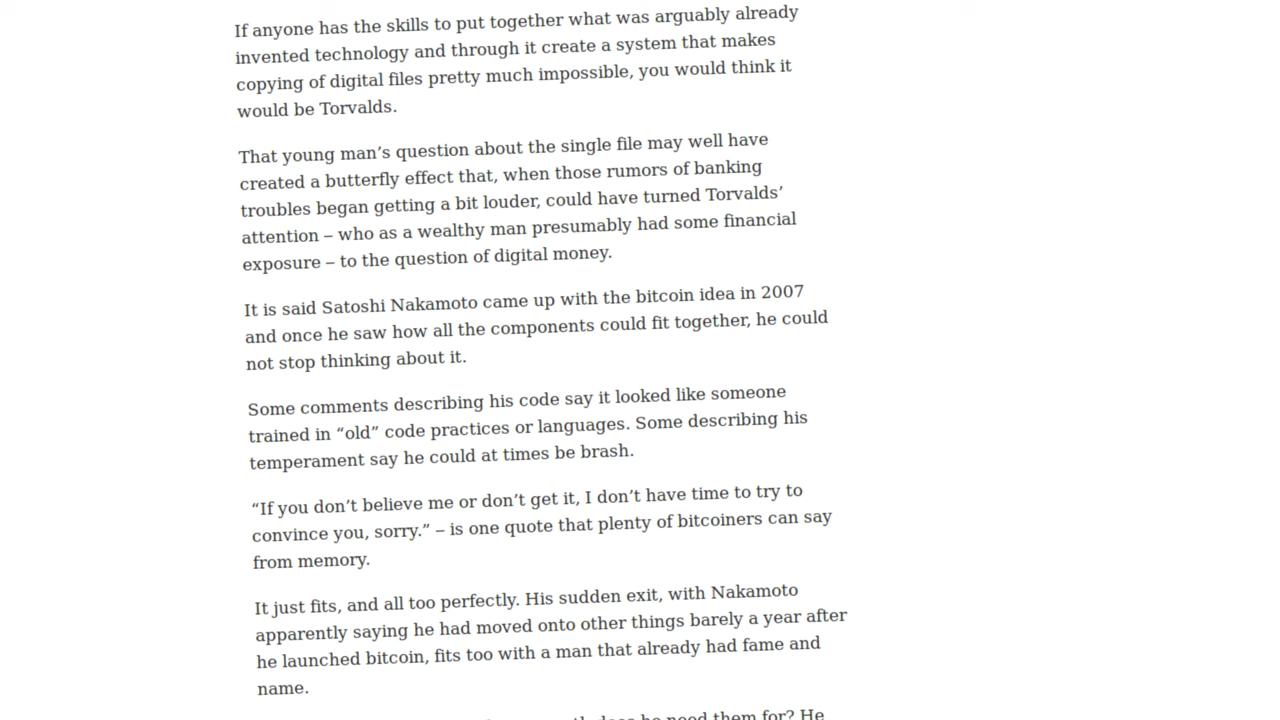 If anyone has the skills to put together what was arguably already
invented technology and through it create a system that makes
copying of digital files pretty much impossible, you would think it
would be Torvalds.
That young man’s question about the single file may well have
created a butterfly effect that, when those rumors of banking
troubles began getting a bit louder, could have turned Torvalds’
attention – who as a wealthy man presumably had some financial
exposure – to the question of digital money.
It is said Satoshi Nakamoto came up with the bitcoin idea in 2007
and once he saw how all the components could fit together, he could
not stop thinking about it.
Some comments describing his code say it looked like someone
trained in “old” code practices or languages. Some describing his
temperament say he could at times be brash.
“If you don’t believe me or don’t get it, I don’t have time to try to
convince you, sorry.” – is one quote that plenty of bitcoiners can say
from memory.
It just fits, and all too perfectly. His sudden exit, with Nakamoto
apparently saying he had moved onto other things barely a year after
he launched bitcoin, fits too with a man that already had fame and
name.
does he need them for? He